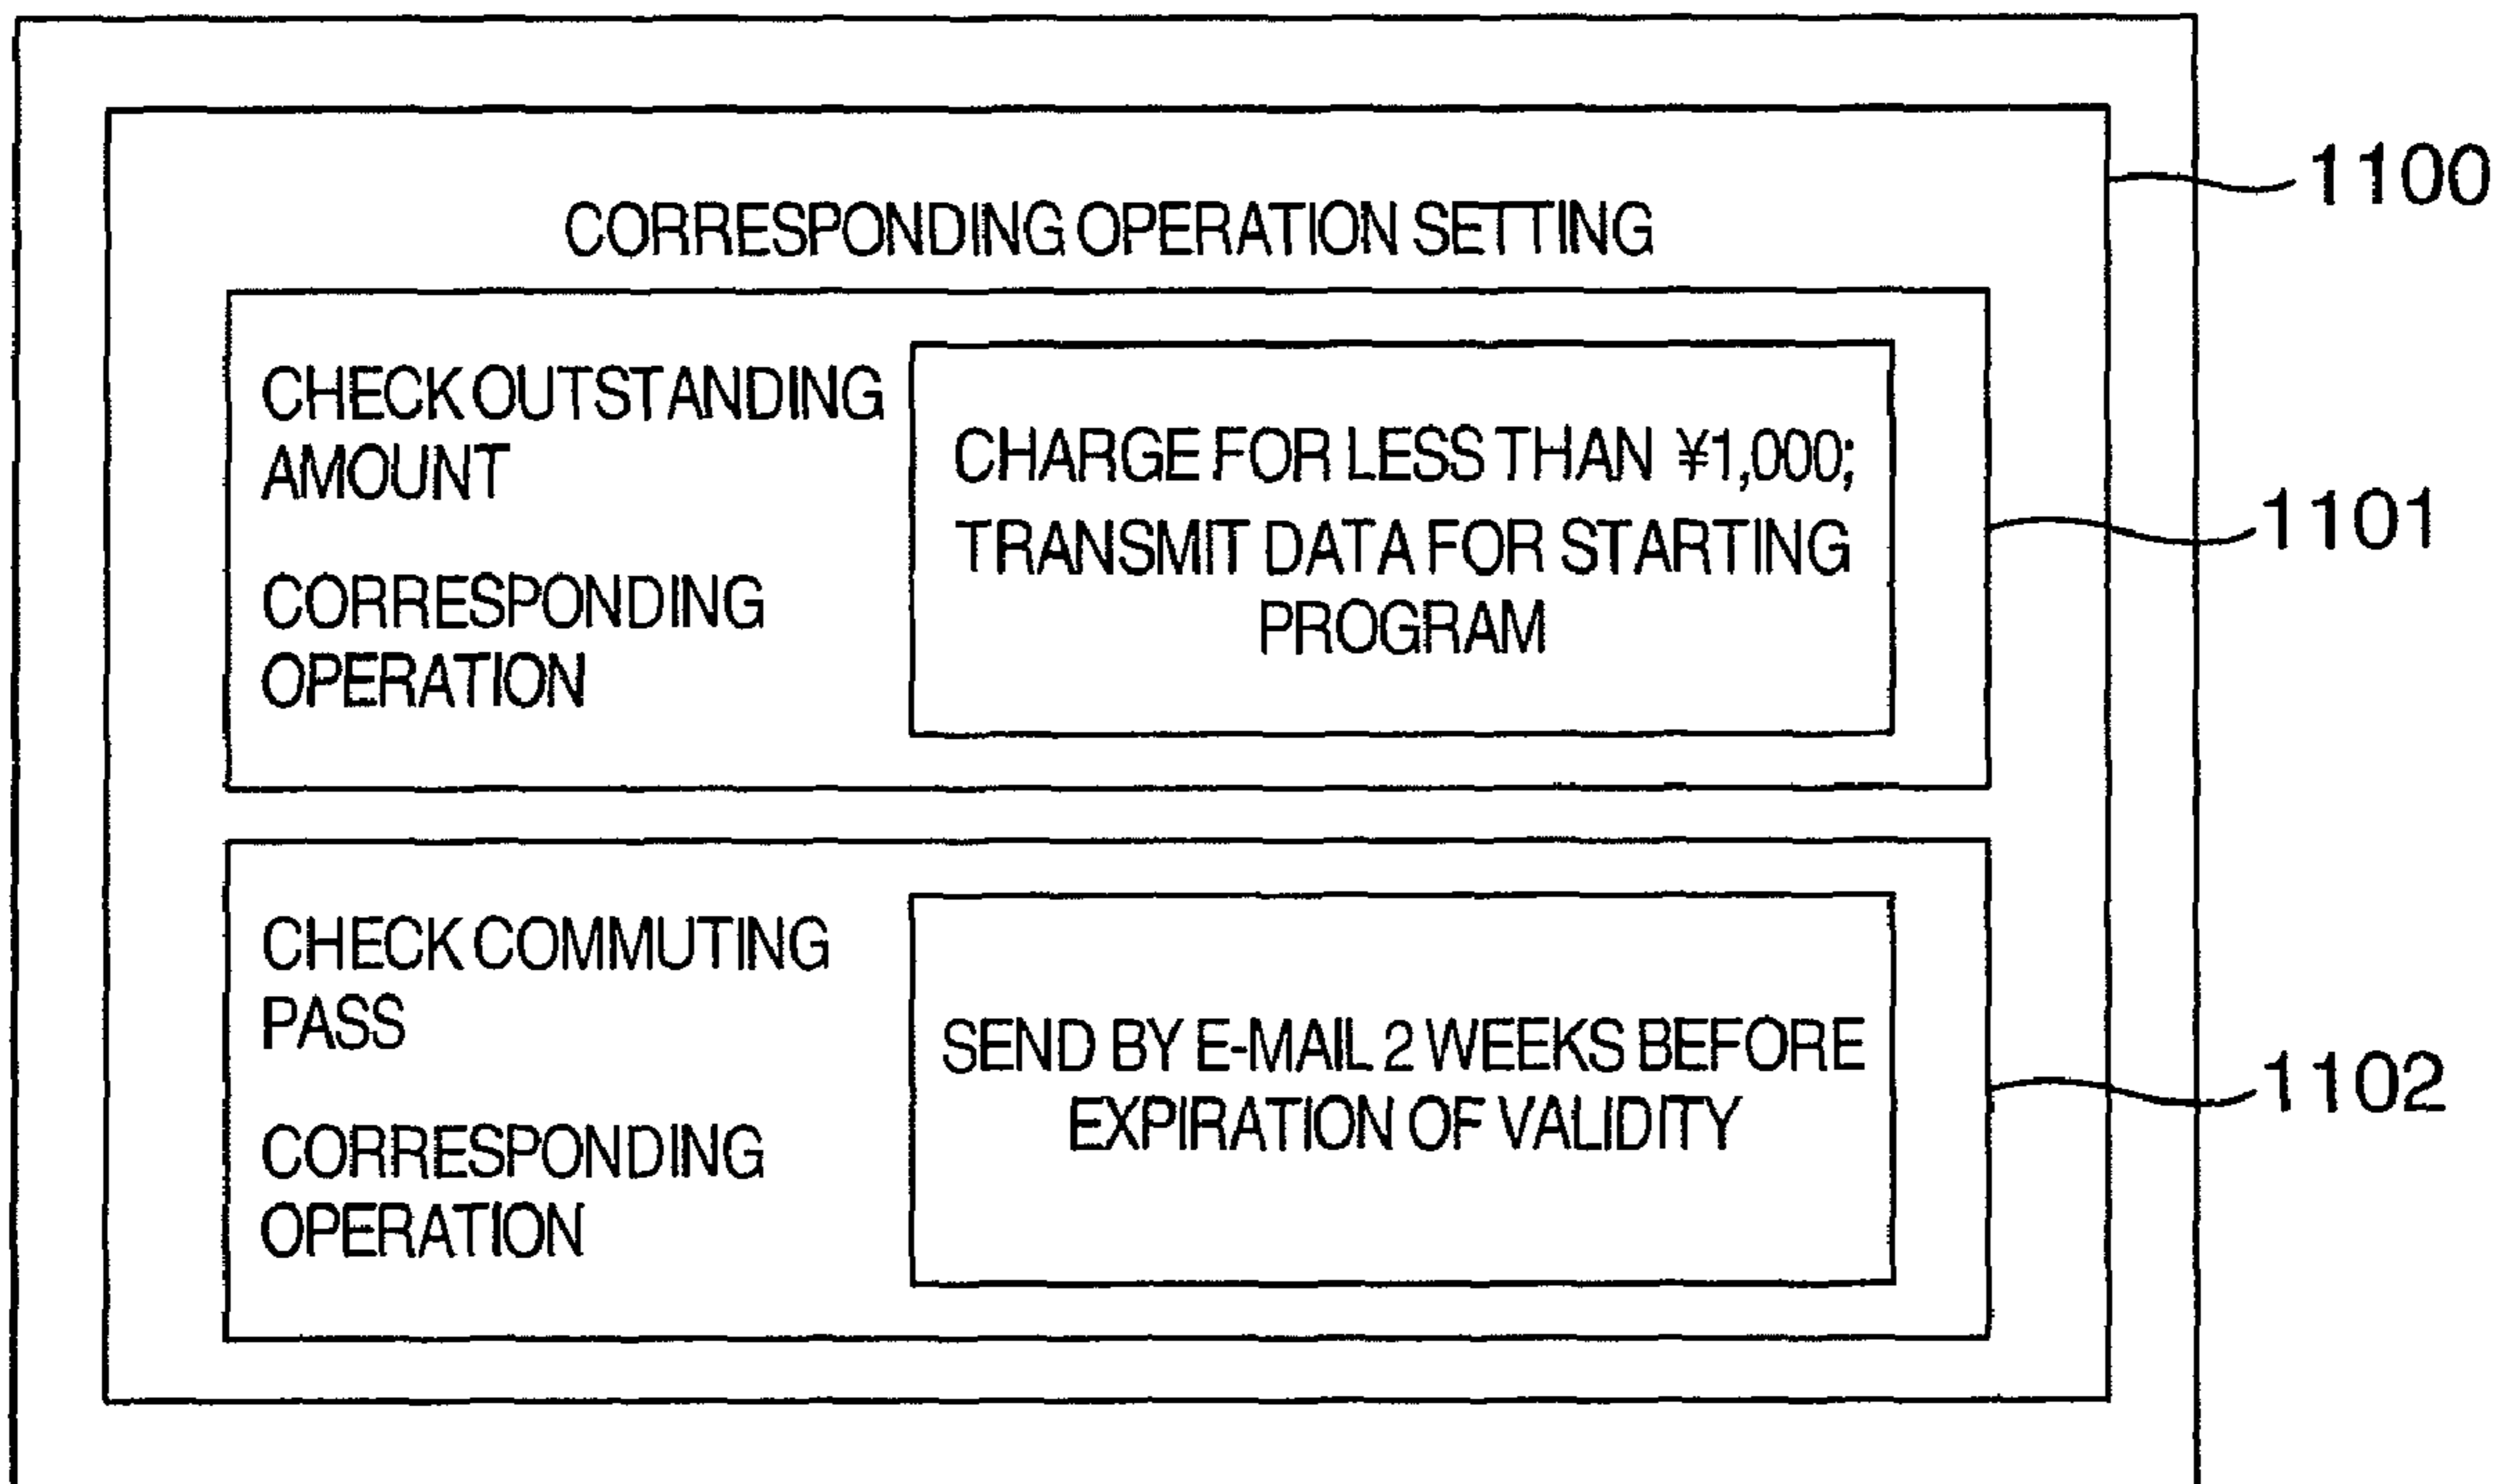 1100
CORRESPONDING OPERATION SETTING
CHECK OUTSTANDING
AMOUNT
CORRESPONDING
OPERATION
CHARGE FOR LESS THAN ¥1,000;
TRANSMIT DATA FOR STARTING
PROGRAM
1101
CHECK COMMUTING
PASS
CORRESPONDING
OPERATION
SEND BY E-MAIL 2 WEEKS BEFORE
EXPIRATION OF VALIDITY
1102